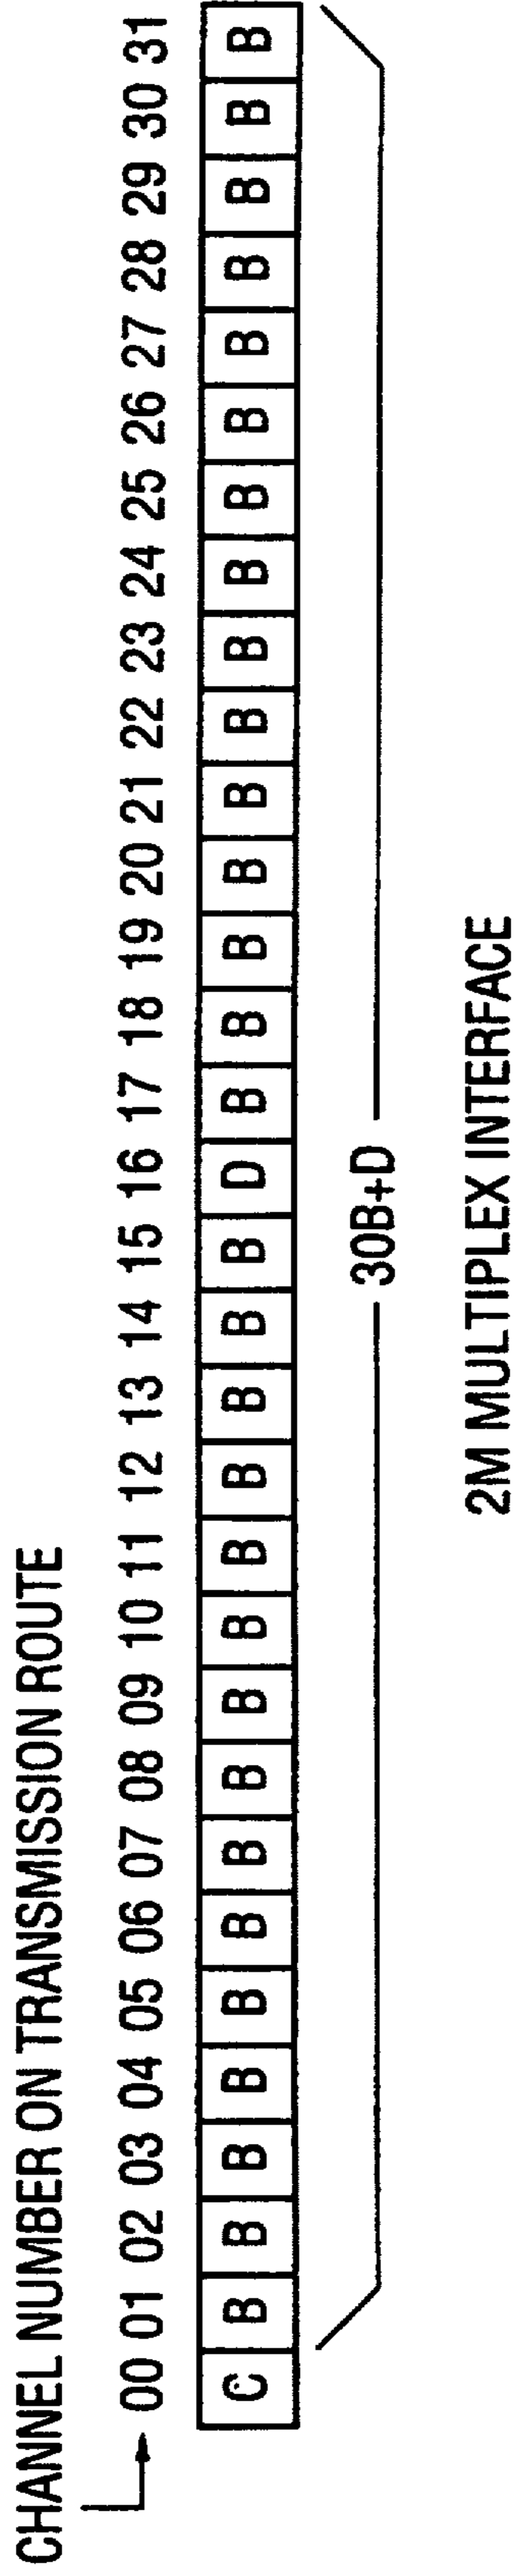 CHANNEL NUMBER ON TRANSMISSION ROUTE
00 01 02 03 04 05 06 07 08 09 10 11 12 13 14 15 16 17 18 19 20 21 22 23 24 25 26 27 28 29 30 31
C B B B B B B B B B B B B B B B D B B B B B B B B B B B B B B B
30B+D
2M MULTIPLEX INTERFACE